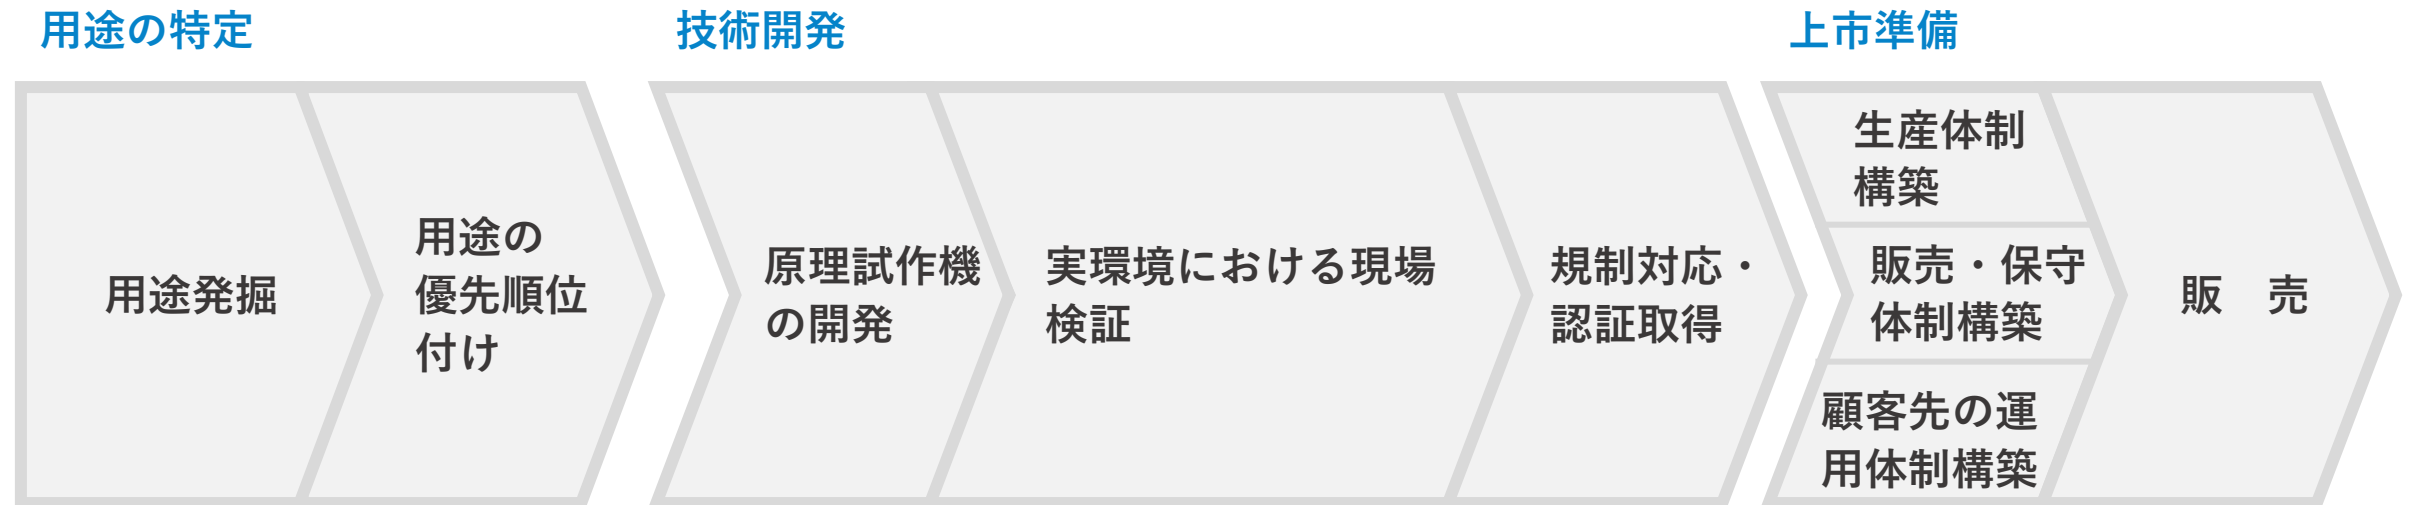 用途の特定
技術開発
上市準備
用途発掘
用途の
優先順位
付け
原理試作機
の開発
実環境における現場
検証
規制対応・
認証取得
生産体制
構築
販売・保守
体制構築
顧客先の運
用体制構築
販　売